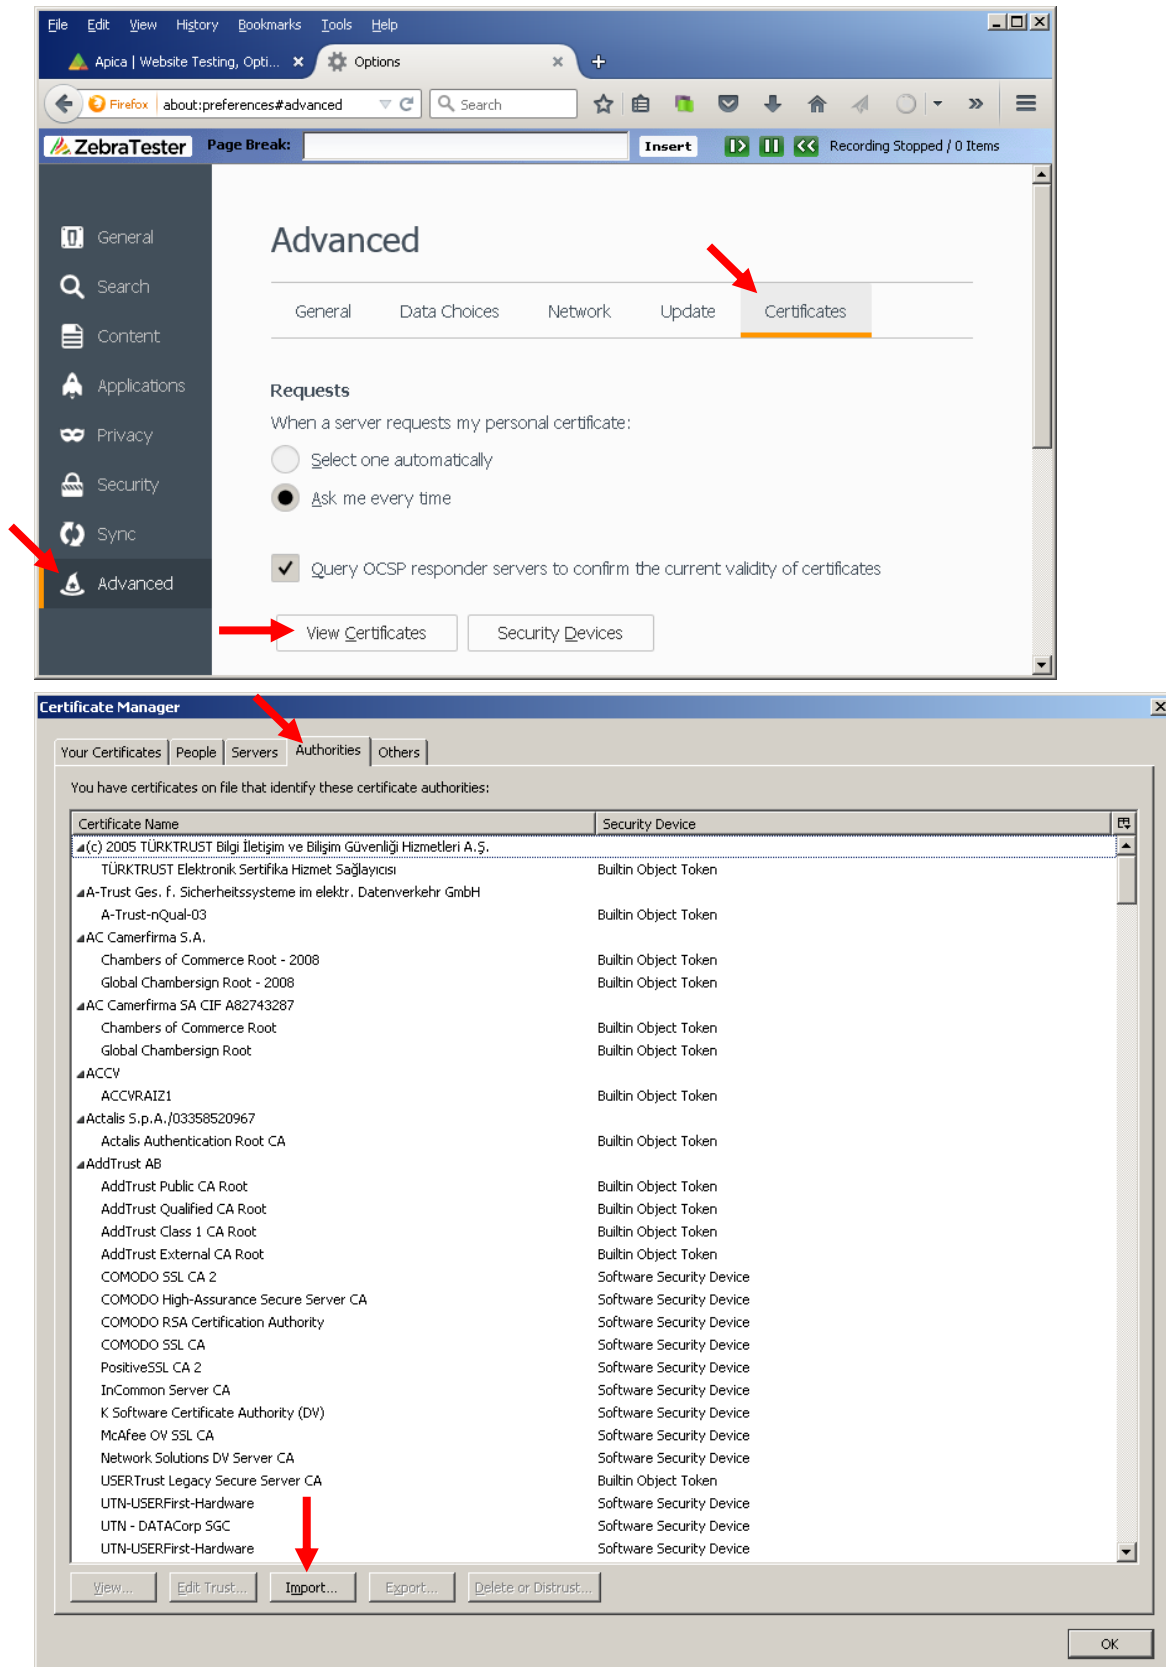 File Edit View History Bookmarks Tools Help
Apica | Website Testing, Opti... Options
Firefox about:preferences#advanced Search
ZebraTester Page Break: Insert Recording Stopped / 0 Items
General
Search
Content
Applications
Privacy
Security
Sync
Advanced
Advanced
General Data Choices Network Update Certificates
Requests
When a server requests my personal certificate:
Select one automatically
Ask me every time
Query OCSP responder servers to confirm the current validity of certificates
View Certificates Security Devices
Certificate Manager
Your Certificates People Servers Authorities Others
You have certificates on file that identify these certificate authorities:
Certificate Name Security Device
(c) 2005 TÜRKTRUST Bilgi İletişim ve Bilişim Güvenliği Hizmetleri A.Ş.
TÜRKTRUST Elektronik Sertifika Hizmet Sağlayıcısı Builtin Object Token
A-Trust Ges. f. Sicherheitssysteme im elektr. Datenverkehr GmbH
A-Trust-nQual-03 Builtin Object Token
AC Camerfirma S.A.
Chambers of Commerce Root - 2008 Builtin Object Token
Global Chambersign Root - 2008 Builtin Object Token
AC Camerfirma SA CIF A82743287
Chambers of Commerce Root Builtin Object Token
Global Chambersign Root Builtin Object Token
ACCV
ACCVRAIZ1 Builtin Object Token
Actalis S.p.A./03358520967
Actalis Authentication Root CA Builtin Object Token
AddTrust AB
AddTrust Public CA Root Builtin Object Token
AddTrust Qualified CA Root Builtin Object Token
AddTrust Class 1 CA Root Builtin Object Token
AddTrust External CA Root Builtin Object Token
COMODO SSL CA 2 Software Security Device
COMODO High-Assurance Secure Server CA Software Security Device
COMODO RSA Certification Authority Software Security Device
COMODO SSL CA Software Security Device
PositiveSSL CA 2 Software Security Device
InCommon Server CA Software Security Device
K Software Certificate Authority (DV) Software Security Device
McAfee OV SSL CA Software Security Device
Network Solutions DV Server CA Software Security Device
USERTrust Legacy Secure Server CA Builtin Object Token
UTN-USERFirst-Hardware Software Security Device
UTN - DATACorp SGC Software Security Device
UTN-USERFirst-Hardware Software Security Device
View... Edit Trust... Import... Export... Delete or Distrust...
OK